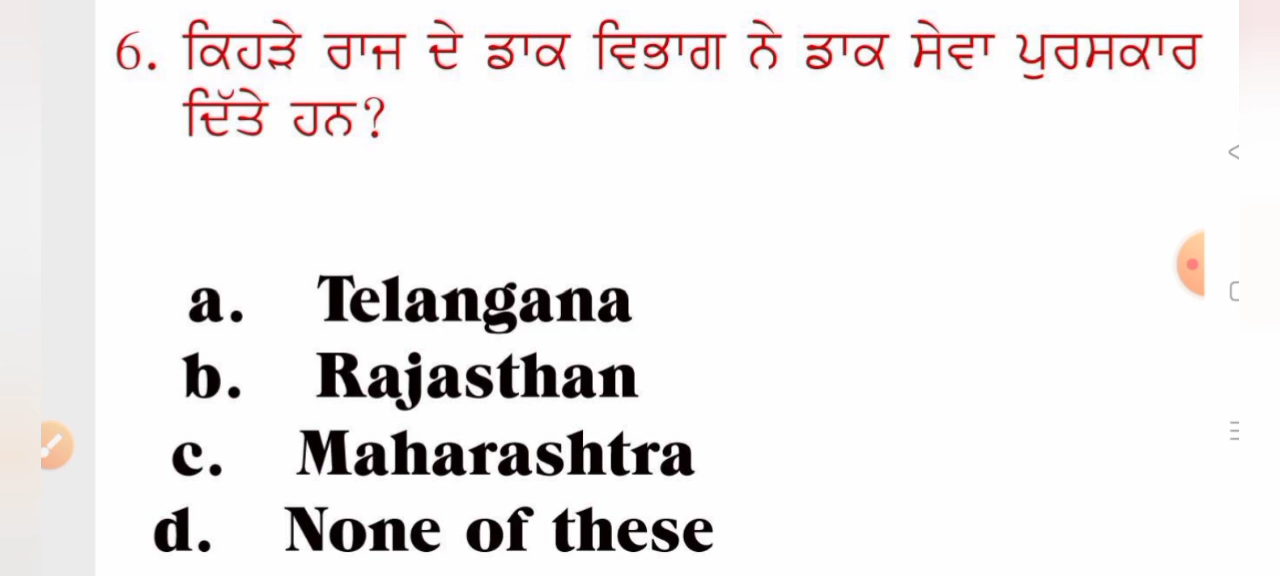 6. ਕਿਹੜੇ ਰਾਜ ਦੇ ਡਾਕ ਵਿਭਾਗ ਨੇ ਡਾਕ ਸੇਵਾ ਪੁਰਸਕਾਰ
ਦਿੱਤੇ ਹਨ?
a. Telangana
b. Rajasthan
c. Maharashtra
d. None of these